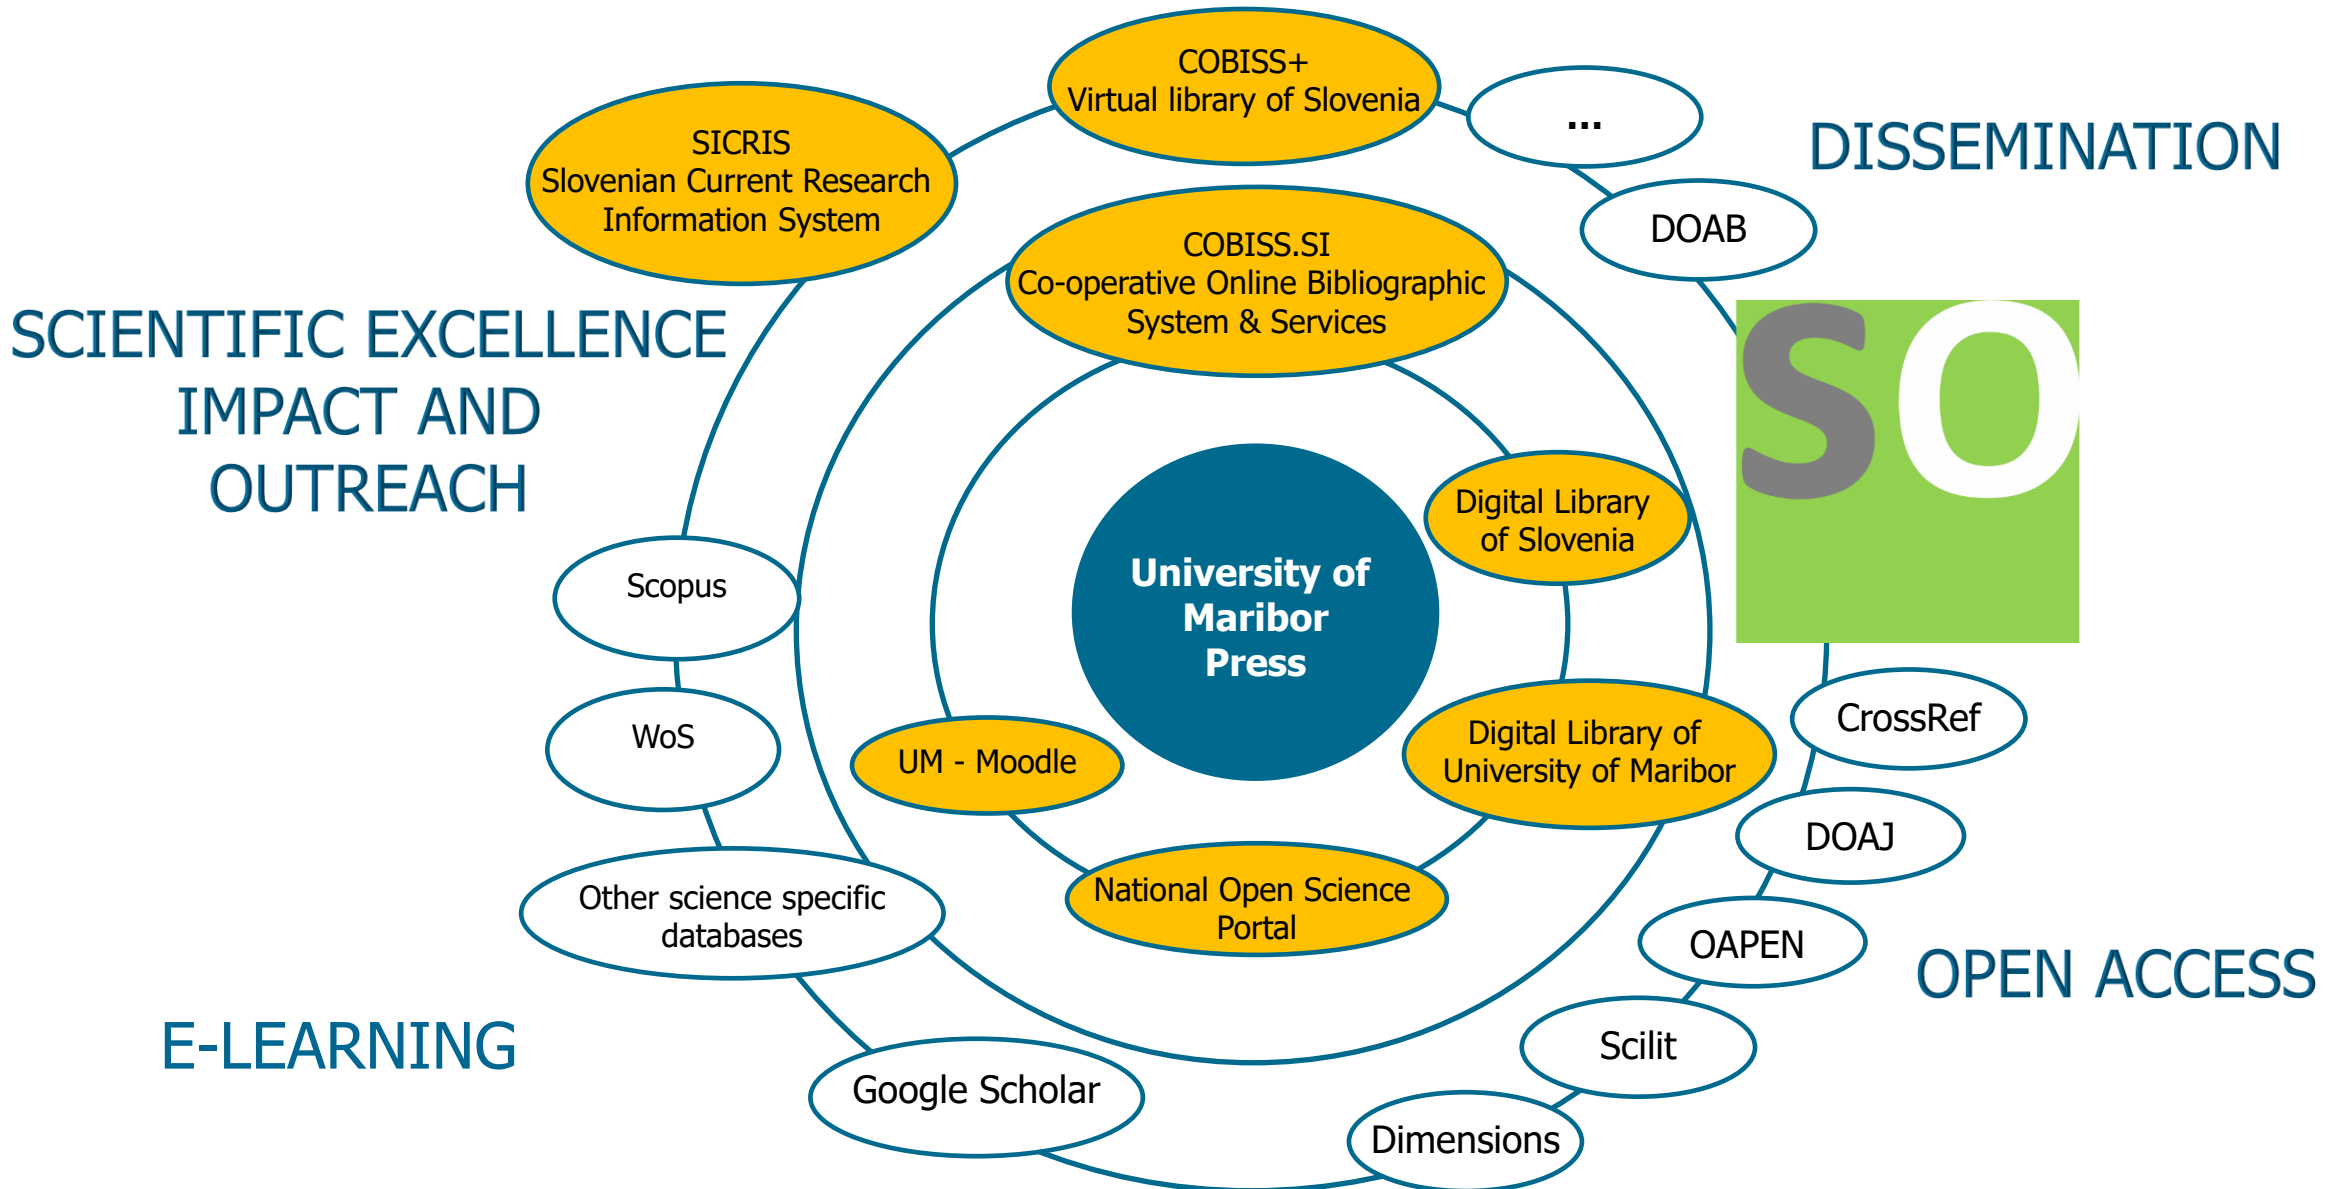 COBISS+
Virtual library of Slovenia
...
SICRIS
Slovenian Current Research
Information System
DISSEMINATION
DOAB
COBISS.SI
Co-operative Online Bibliographic
System & Services
SCIENTIFIC EXCELLENCE
IMPACT AND
OUTREACH
SO
Digital Library
of Slovenia
University of
Maribor
Press
Scopus
WoS
UM - Moodle
Digital Library of
University of Maribor
CrossRef
DOAJ
Other science specific
databases
National Open Science
Portal
OAPEN
OPEN ACCESS
E-LEARNING
Scilit
Google Scholar
Dimensions